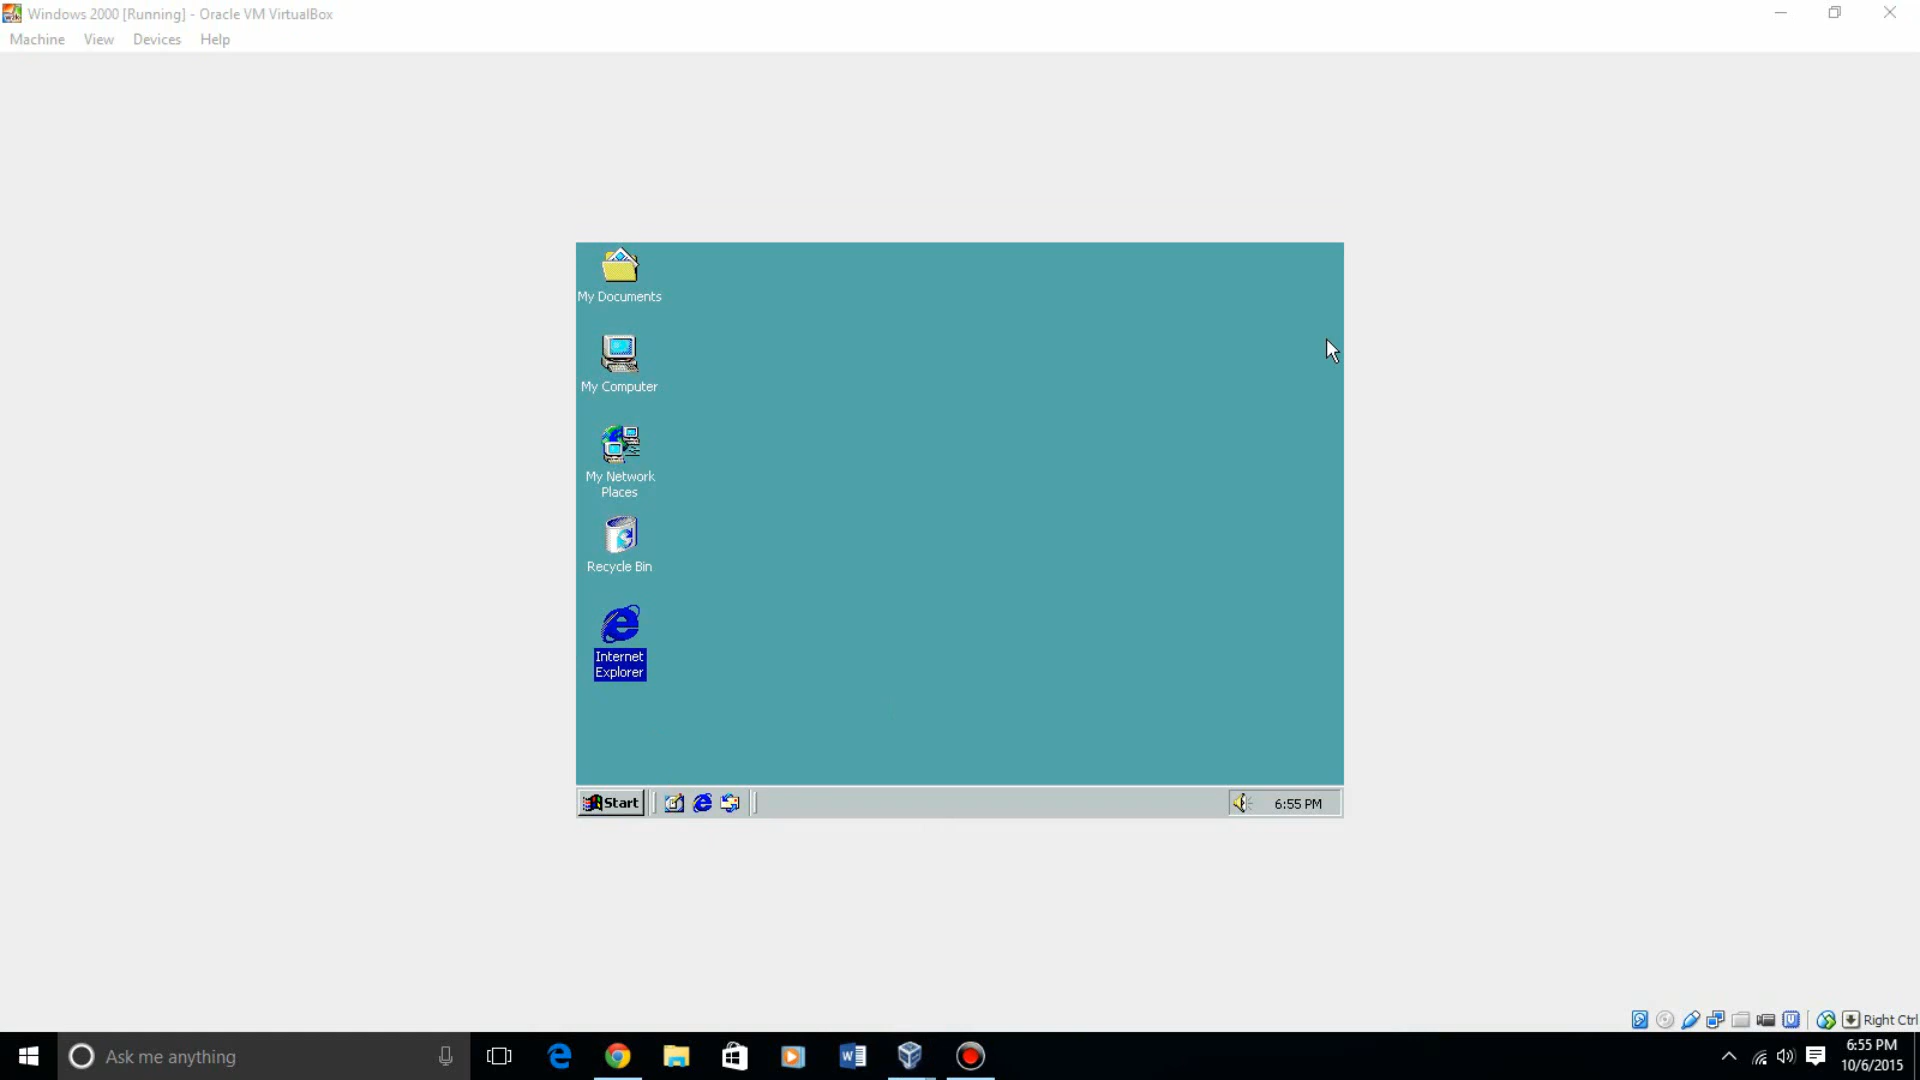 Windows 2000 [Running] - Oracle VM VirtualBox
Machine View Devices Help
My Documents
My Computer
My Network
Places
Recycle Bin
Internet
Explorer
Start
6:55 PM
Right Ctrl
Ask me anything
6:55 PM
10/6/2015